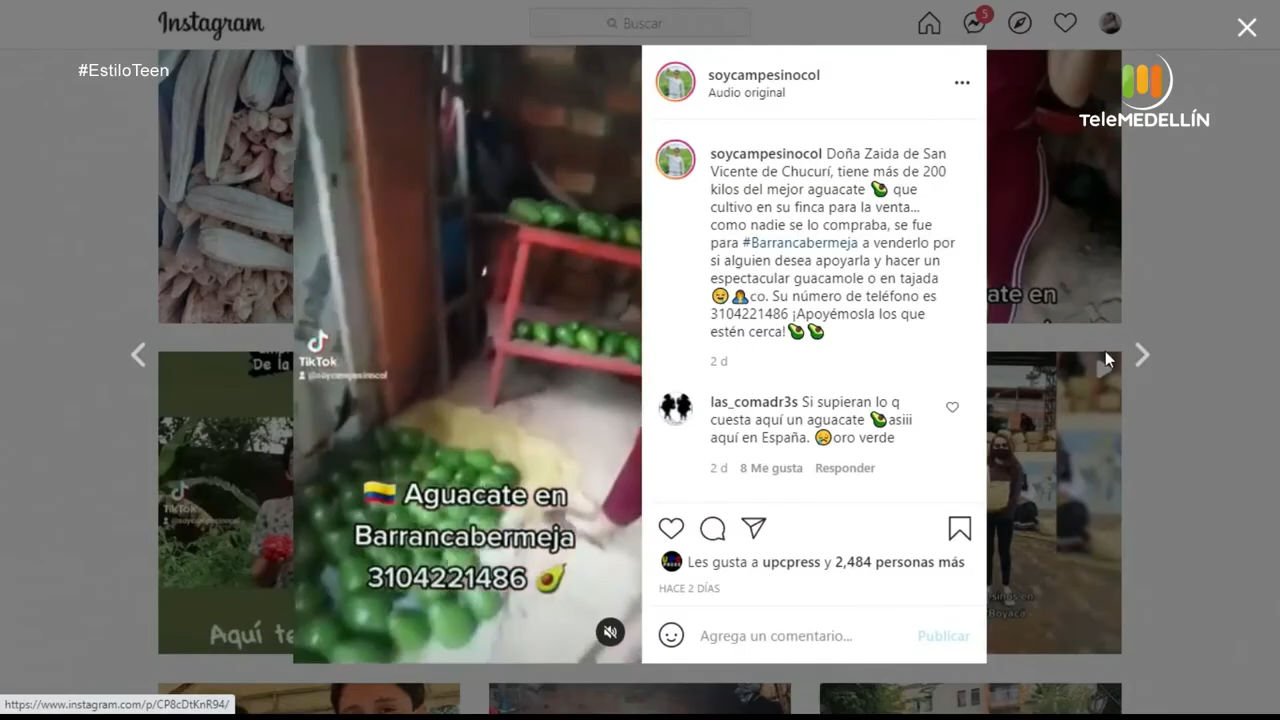 Instagram
Buscar
5
#EstiloTeen
TeleMEDELLÍN
soycampesinocol
Audio original
soycampesinocol Doña Zaida de San
Vicente de Chucurí, tiene más de 200
kilos del mejor aguacate 🥑 que
cultivo en su finca para la venta...
como nadie se lo compraba, se fue
para #Barrancabermeja a venderlo por
si alguien desea apoyarla y hacer un
espectacular guacamole o en tajada
😉🤦‍♀️co. Su número de teléfono es
3104221486 ¡Apoyémosla los que
estén cerca!🥑🥑
2 d
las_comadr3s Si supieran lo q
cuesta aquí un aguacate 🥑asiii
aquí en España. 😥oro verde
2 d 8 Me gusta Responder
Les gusta a upcpress y 2,484 personas más
HACE 2 DÍAS
Agrega un comentario...
Publicar
TikTok
@soycampesinocol
🇨🇴 Aguacate en
Barrancabermeja
3104221486 🥑
ate en
De la
TikTok
Aquí te
Boyacá
https://www.instagram.com/p/CP8cDtKnR94/